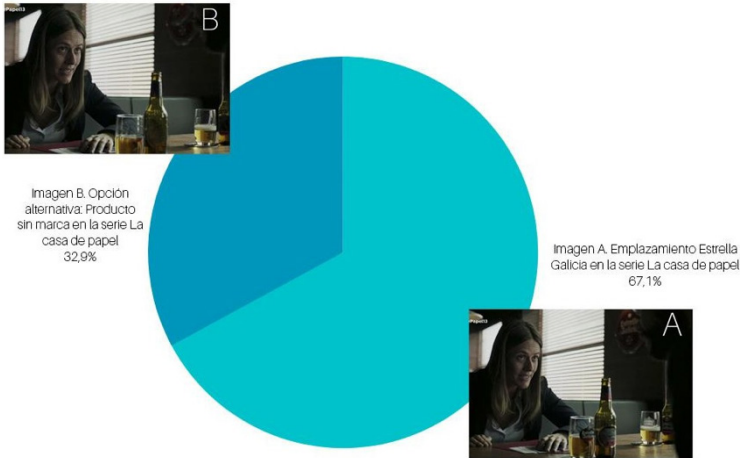 B
Imagen B. Opción
alternativa: Producto
sin marca en la serie La
casa de papel
32,9%
Imagen A. Emplazamiento Estrella
Galicia en la serie La casa de papel
67,1%
A